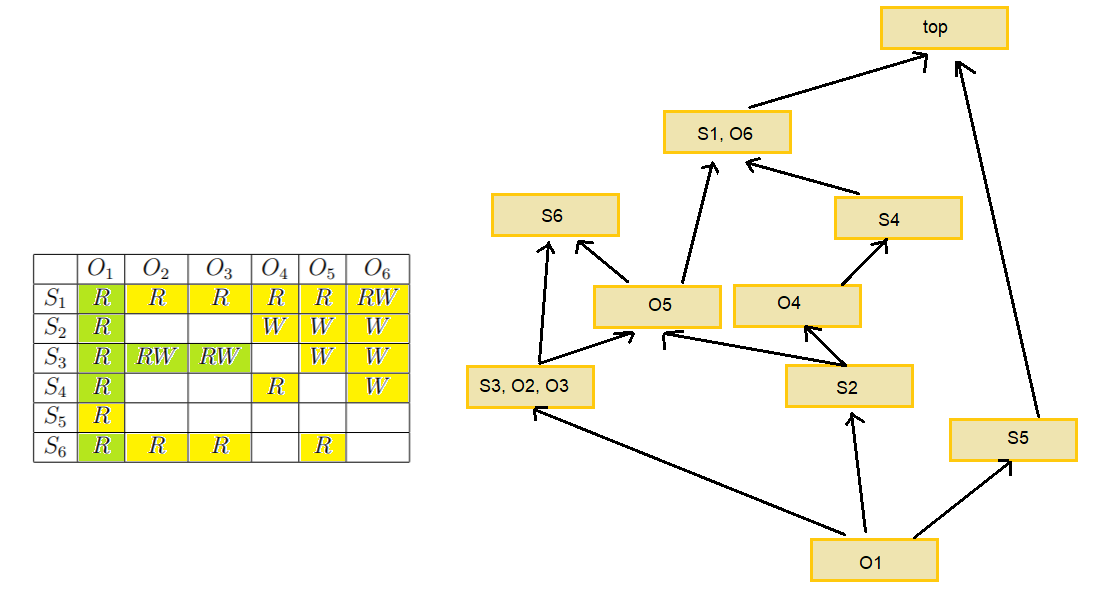 O1 O2 O3 O4 O5 O6
S1 R R R R R RW
S2 R W W W
S3 R RW RW W W
S4 R R W
S5 R
S6 R R R R
top
S1, O6
S6
S4
O5
O4
S3, O2, O3
S2
S5
O1